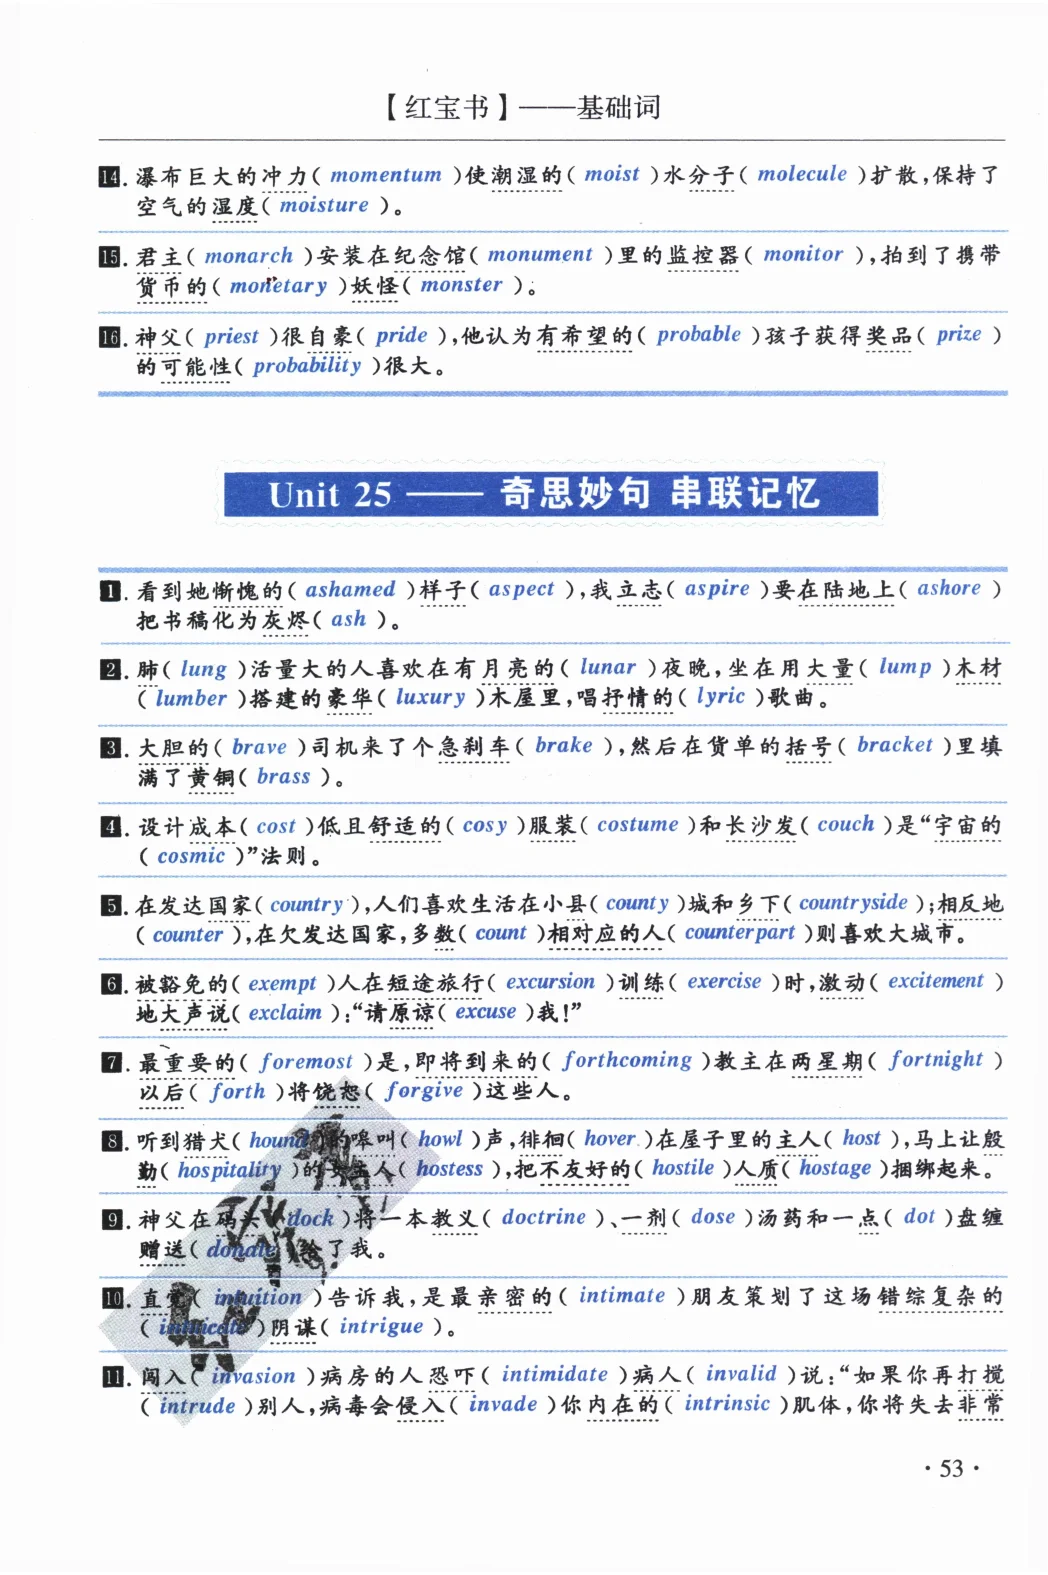 【红宝书】——基础词
14. 瀑布巨大的冲力( momentum )使潮湿的( moist )水分子( molecule )扩散,保持了
空气的湿度( moisture )。
15. 君主( monarch )安装在纪念馆( monument )里的监控器( monitor ),拍到了携带
货币的( monetary )妖怪( monster )。
16. 神父( priest )很自豪( pride ),他认为有希望的( probable )孩子获得奖品( prize )
的可能性( probability )很大。
Unit 25 —— 奇思妙句 串联记忆
1. 看到她惭愧的( ashamed )样子( aspect ),我立志( aspire )要在陆地上( ashore )
把书稿化为灰烬( ash )。
2. 肺( lung )活量大的人喜欢在有月亮的( lunar )夜晚,坐在用大量( lump )木材
( lumber )搭建的豪华( luxury )木屋里,唱抒情的( lyric )歌曲。
3. 大胆的( brave )司机来了个急刹车( brake ),然后在货单的括号( bracket )里填
满了黄铜( brass )。
4. 设计成本( cost )低且舒适的( cosy )服装( costume )和长沙发( couch )是“宇宙的
( cosmic )”法则。
5. 在发达国家( country ),人们喜欢生活在小县( county )城和乡下( countryside );相反地
( counter ),在欠发达国家,多数( count )相对应的人( counterpart )则喜欢大城市。
6. 被豁免的( exempt )人在短途旅行( excursion )训练( exercise )时,激动( excitement )
地大声说( exclaim ):“请原谅( excuse )我!”
7. 最重要的( foremost )是,即将到来的( forthcoming )教主在两星期( fortnight )
以后( forth )将饶恕( forgive )这些人。
8. 听到猎犬( hound )的嗥叫( howl )声,徘徊( hover )在屋子里的主人( host ),马上让殷
勤( hospitality )的女主人( hostess ),把不友好的( hostile )人质( hostage )捆绑起来。
9. 神父在码头( dock )将一本教义( doctrine )、一剂( dose )汤药和一点( dot )盘缠
赠送( donate )给了我。
10. 直觉( intuition )告诉我,是最亲密的( intimate )朋友策划了这场错综复杂的
( intricate )阴谋( intrigue )。
11. 闯入( invasion )病房的人恐吓( intimidate )病人( invalid )说:“如果你再打搅
( intrude )别人,病毒会侵入( invade )你内在的( intrinsic )肌体,你将失去非常
· 53 ·